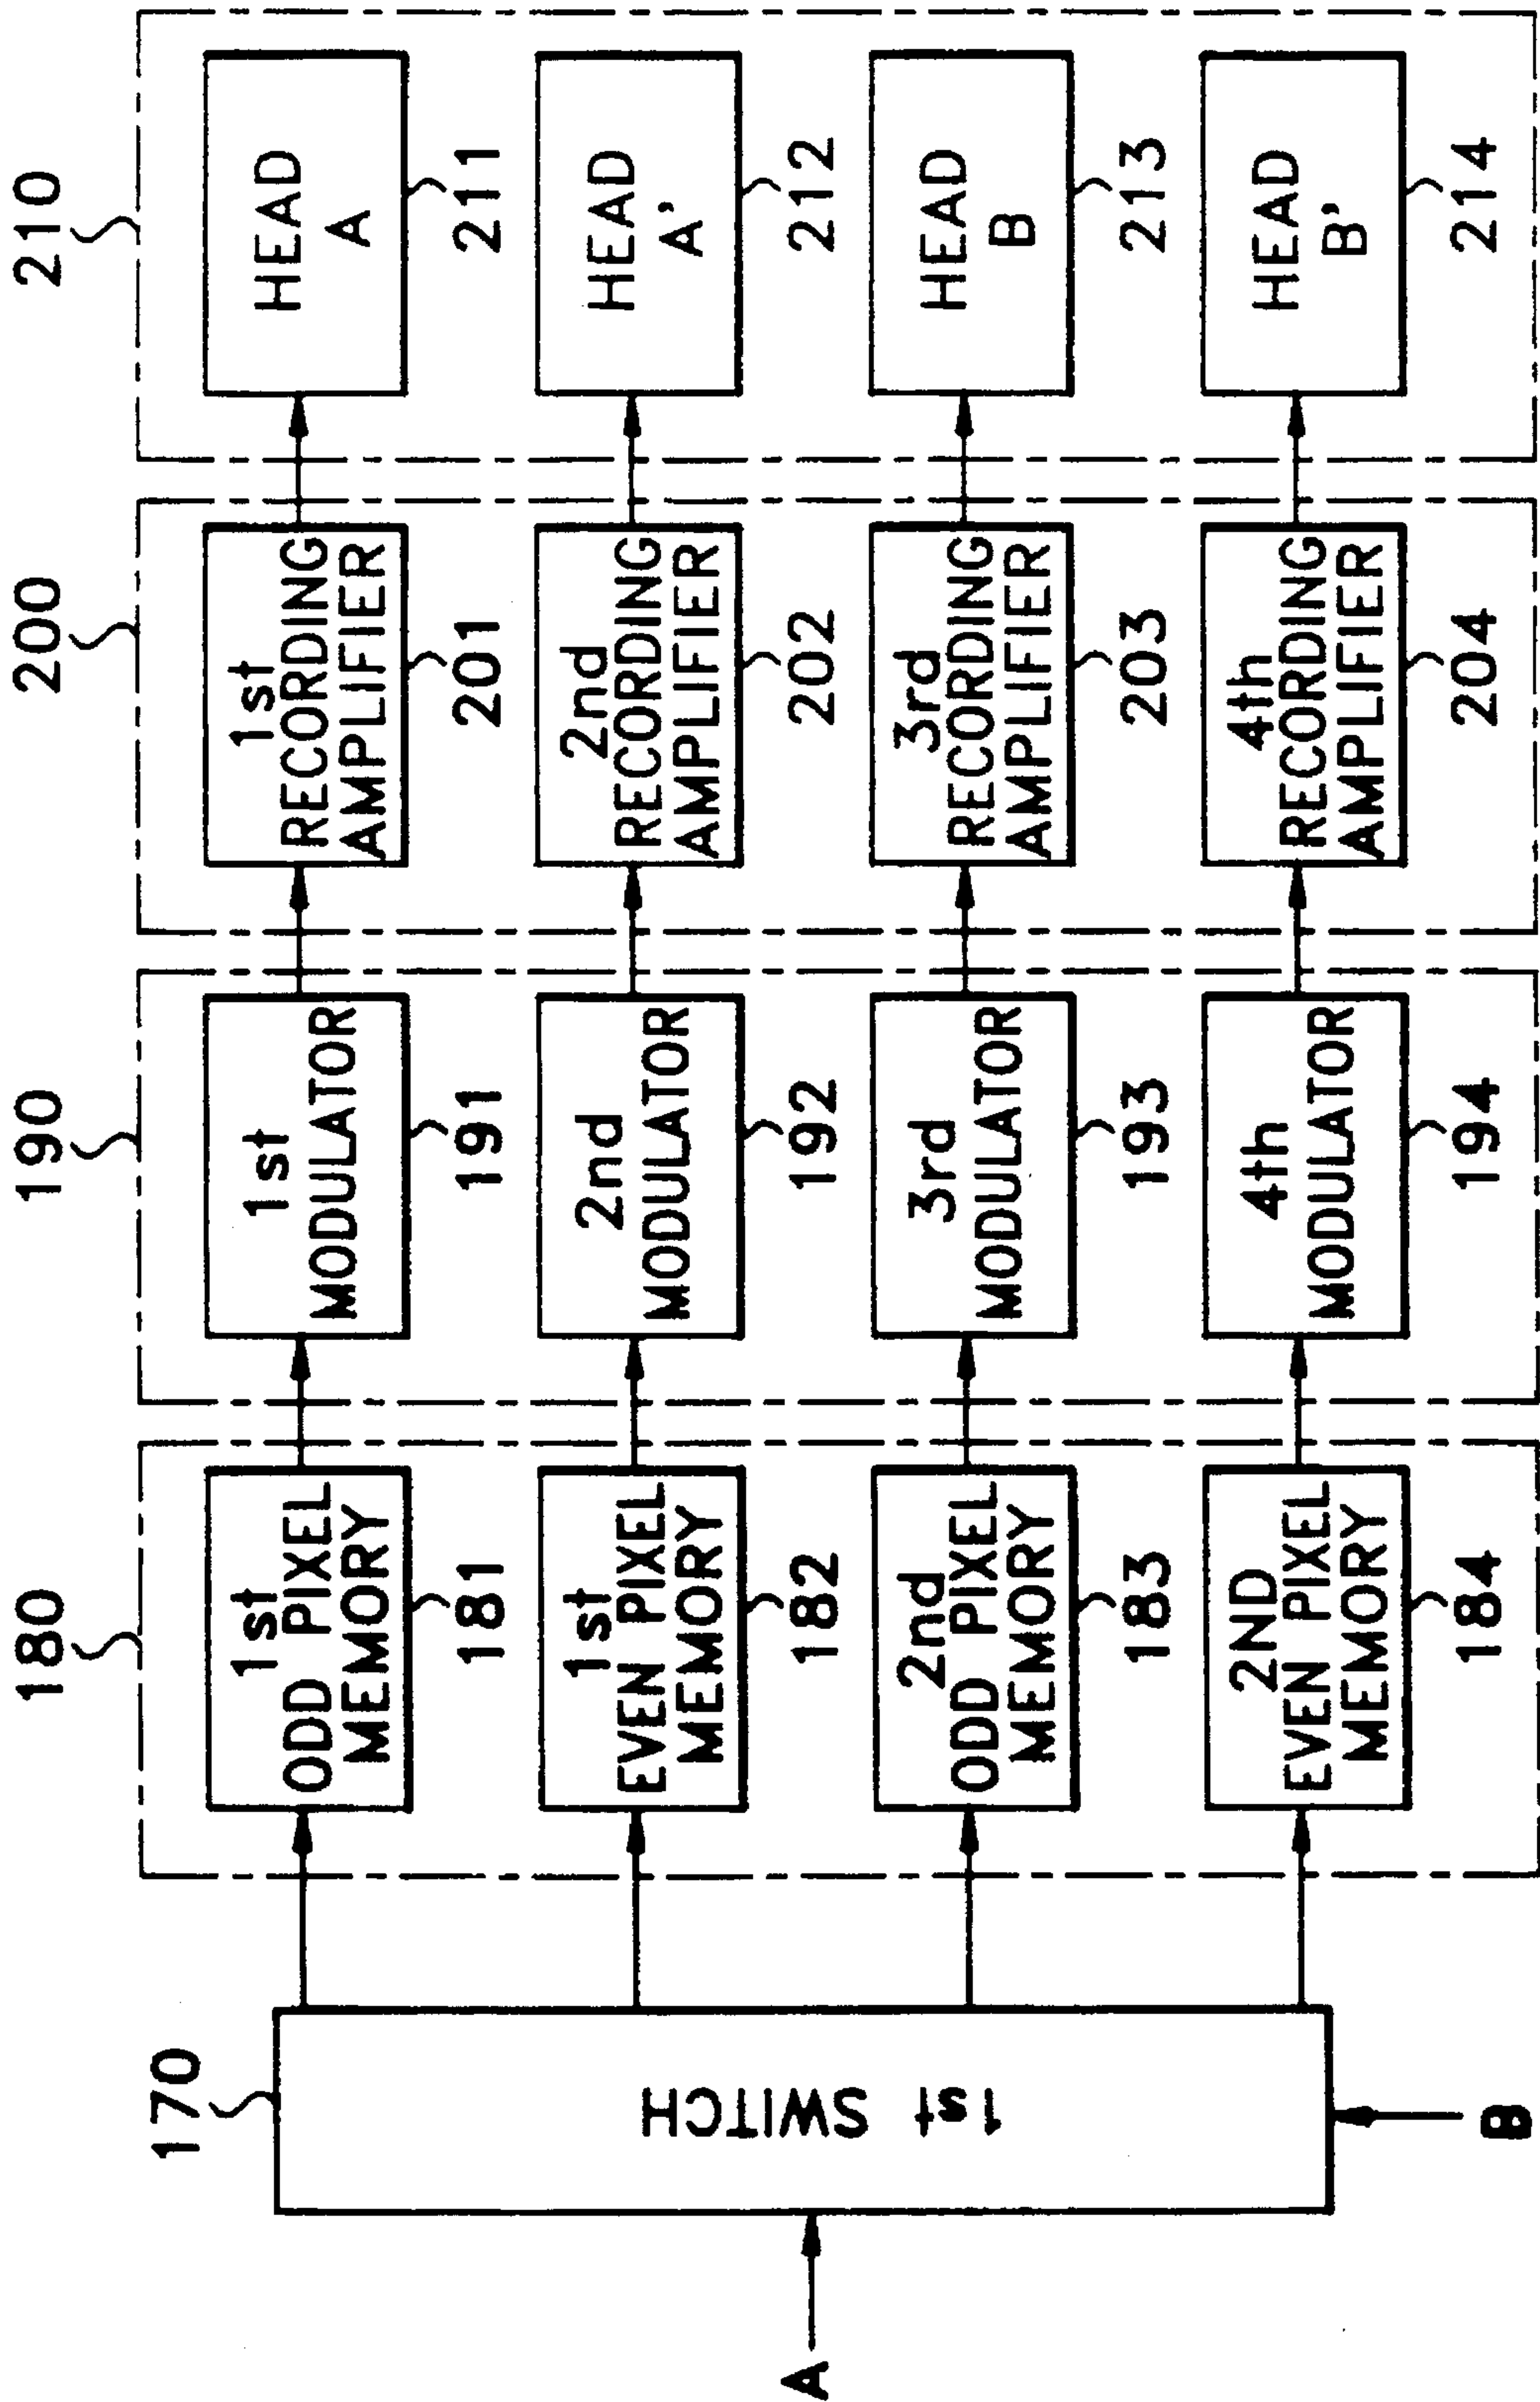 170
180
190
200
210
1st SWITCH
A
B
1st
ODD PIXEL
MEMORY
181
1st
MODULATOR
191
1st
RECORDING
AMPLIFIER
201
HEAD
A
211
1st
EVEN PIXEL
MEMORY
182
2nd
MODULATOR
192
2nd
RECORDING
AMPLIFIER
202
HEAD
A'
212
2nd
ODD PIXEL
MEMORY
183
3rd
MODULATOR
193
3rd
RECORDING
AMPLIFIER
203
HEAD
B
213
2ND
EVEN PIXEL
MEMORY
184
4th
MODULATOR
194
4th
RECORDING
AMPLIFIER
204
HEAD
B'
214